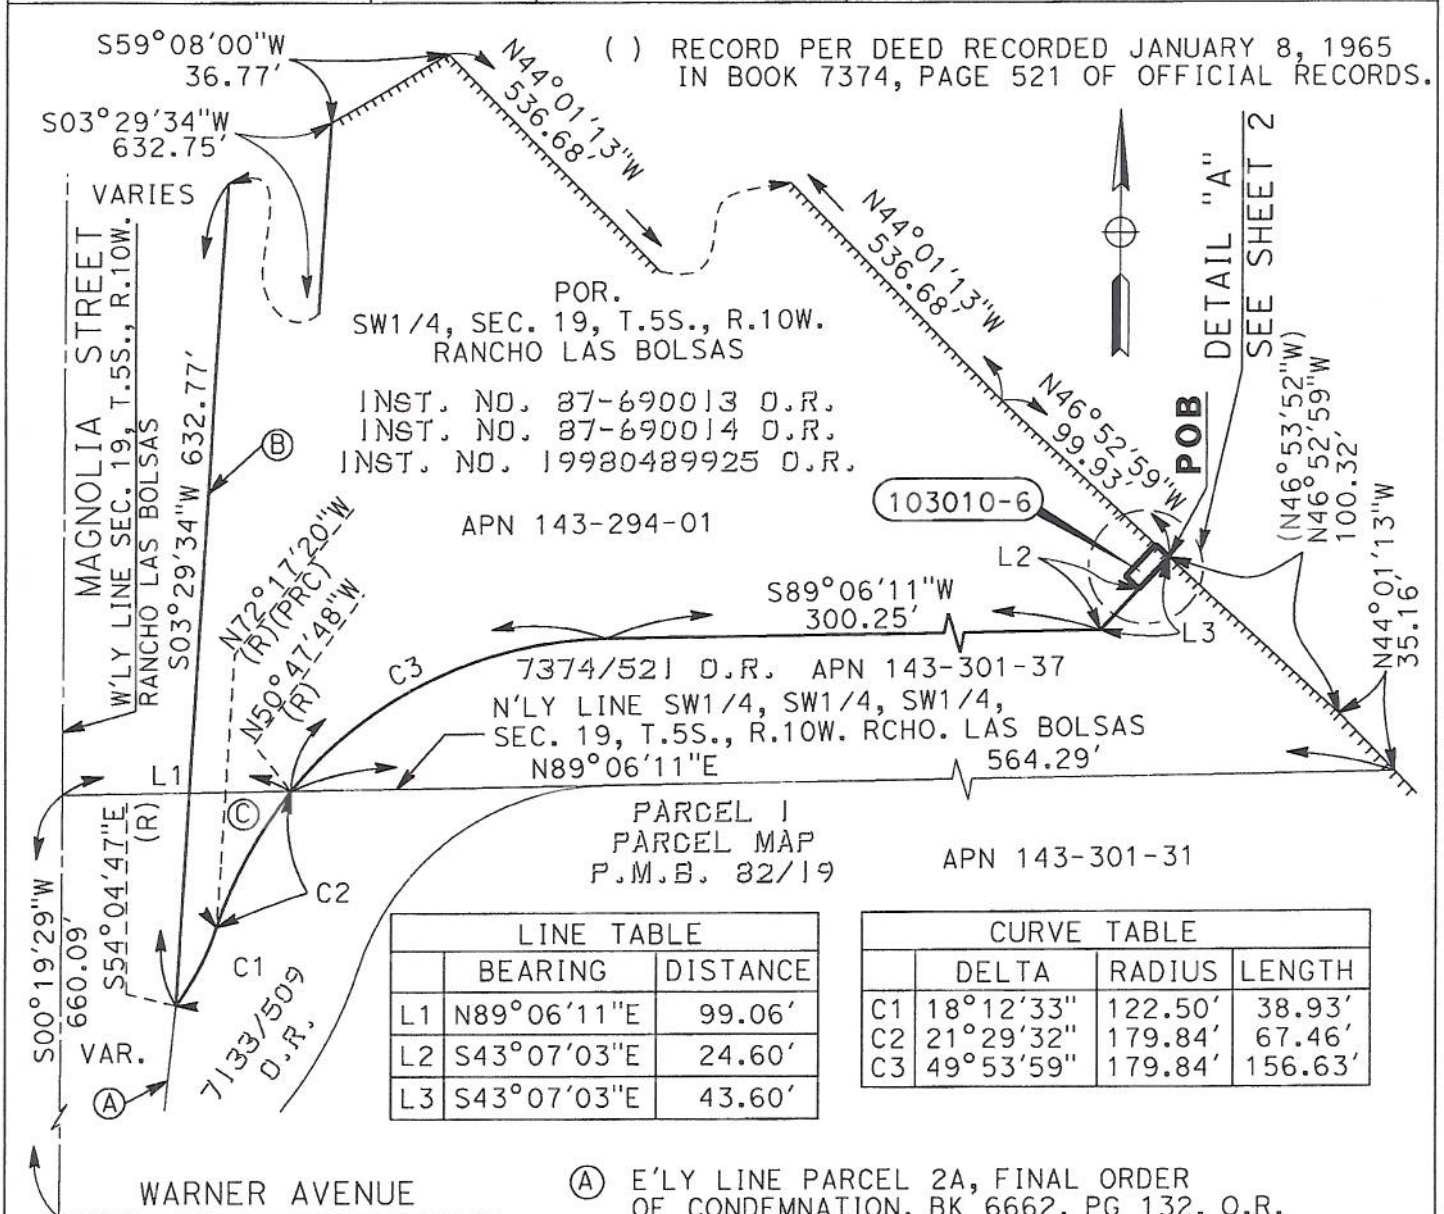 S59°08'00"W
36.77'
( ) RECORD PER DEED RECORDED JANUARY 8, 1965
IN BOOK 7374, PAGE 521 OF OFFICIAL RECORDS.
N44°01'13"W
536.68'
S03°29'34"W
632.75'
VARIES
MAGNOLIA STREET
W'LY LINE SEC. 19, T.5S., R.10W.
RANCHO LAS BOLSAS
S03°29'34"W 632.77'
B
POR.
SW1/4, SEC. 19, T.5S., R.10W.
RANCHO LAS BOLSAS
INST. NO. 87-690013 O.R.
INST. NO. 87-690014 O.R.
INST. NO. 19980489925 O.R.
APN 143-294-01
N44°01'13"W
536.68'
DETAIL "A"
SEE SHEET 2
N46°52'59"W
99.93'
POB
(N46°53'52"W)
N46°52'59"W
100.32'
103010-6
L2
L3
N44°01'13"W
35.16'
N72°17'20"W
(R)(PRC)
N50°47'48"W
(R)
S89°06'11"W
300.25'
C3
7374/521 O.R. APN 143-301-37
N'LY LINE SW1/4, SW1/4, SW1/4,
SEC. 19, T.5S., R.10W. RCHO. LAS BOLSAS
N89°06'11"E
564.29'
L1
C
S54°04'47"E
(R)
PARCEL 1
PARCEL MAP
P.M.B. 82/19
APN 143-301-31
C2
C1
S00°19'29"W
660.09'
VAR.
A
7133/509
O.R.
LINE TABLE
BEARING DISTANCE
L1 N89°06'11"E 99.06'
L2 S43°07'03"E 24.60'
L3 S43°07'03"E 43.60'
CURVE TABLE
DELTA RADIUS LENGTH
C1 18°12'33" 122.50' 38.93'
C2 21°29'32" 179.84' 67.46'
C3 49°53'59" 179.84' 156.63'
WARNER AVENUE
A E'LY LINE PARCEL 2A, FINAL ORDER
OF CONDEMNATION, BK 6662, PG 132, O.R.